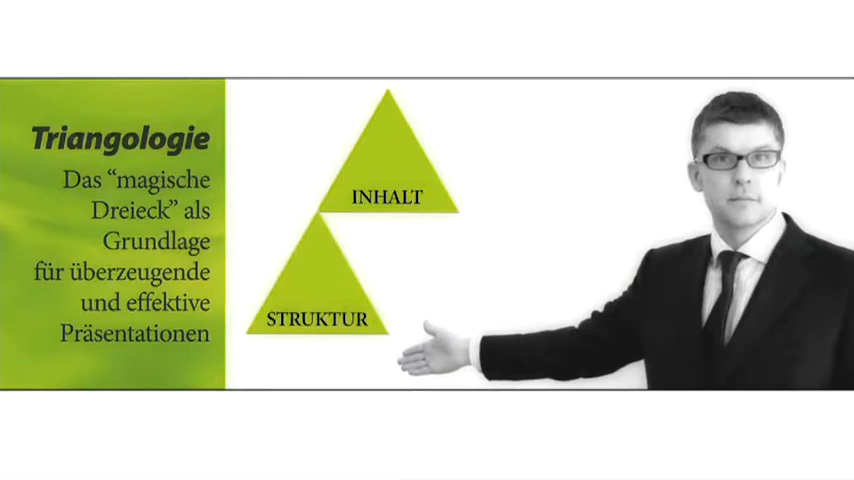 Triangologie
Das “magische
Dreieck” als
Grundlage
für überzeugende
und effektive
Präsentationen
INHALT
STRUKTUR